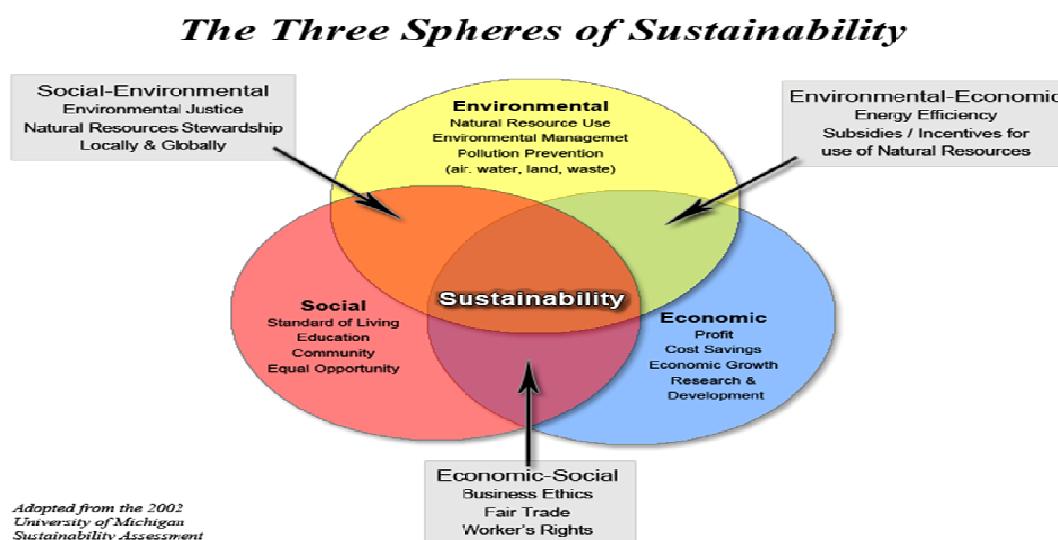 The Three Spheres of Sustainability
Social-Environmental
Environmental Justice
Natural Resources Stewardship
Locally & Globally
Environmental
Natural Resource Use
Environmental Managemet
Pollution Prevention
(air. water, land, waste)
Environmental-Economic
Energy Efficiency
Subsidies / Incentives for
use of Natural Resources
Sustainability
Social
Standard of Living
Education
Community
Equal Opportunity
Economic
Profit
Cost Savings
Economic Growth
Research &
Development
Economic-Social
Business Ethics
Fair Trade
Worker's Rights
Adopted from the 2002
University of Michigan
Sustainability Assessment